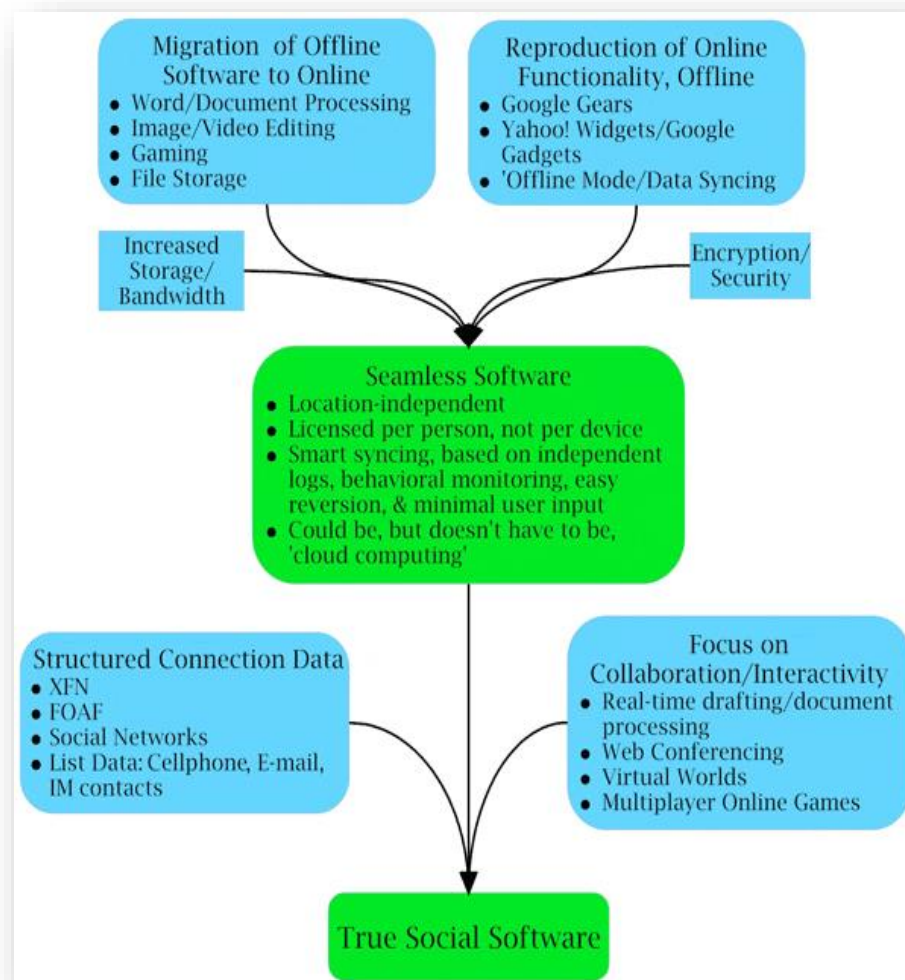 Migration of Offline
Software to Online
• Word/Document Processing
• Image/Video Editing
• Gaming
• File Storage
Reproduction of Online
Functionality, Offline
• Google Gears
• Yahoo! Widgets/Google
Gadgets
• 'Offline Mode/Data Syncing
Increased
Storage/
Bandwidth
Encryption/
Security
Seamless Software
• Location-independent
• Licensed per person, not per device
• Smart syncing, based on independent
logs, behavioral monitoring, easy
reversion, & minimal user input
• Could be, but doesn't have to be,
'cloud computing'
Structured Connection Data
• XFN
• FOAF
• Social Networks
• List Data: Cellphone, E-mail,
IM contacts
Focus on
Collaboration/Interactivity
• Real-time drafting/document
processing
• Web Conferencing
• Virtual Worlds
• Multiplayer Online Games
True Social Software